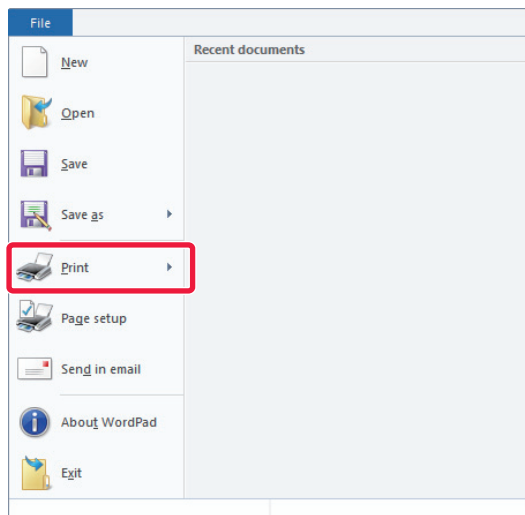 File
Recent documents
New
Open
Save
Save as
Print
Page setup
Send in email
About WordPad
Exit